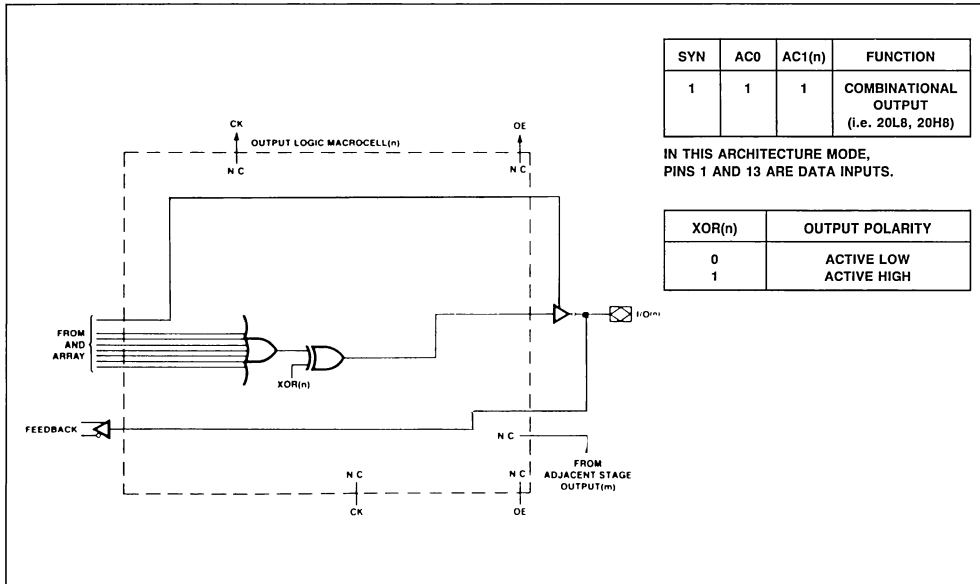 SYN AC0 AC1(n) FUNCTION
1 1 1 COMBINATIONAL
OUTPUT
(i.e. 20L8, 20H8)
IN THIS ARCHITECTURE MODE,
PINS 1 AND 13 ARE DATA INPUTS.
XOR(n) OUTPUT POLARITY
0 ACTIVE LOW
1 ACTIVE HIGH
CK
OE
OUTPUT LOGIC MACROCELL(n)
N C
N C
I/O(n)
FROM
AND
ARRAY
XOR(n)
FEEDBACK
N C
FROM
ADJACENT STAGE
OUTPUT(m)
N C
N C
CK
OE